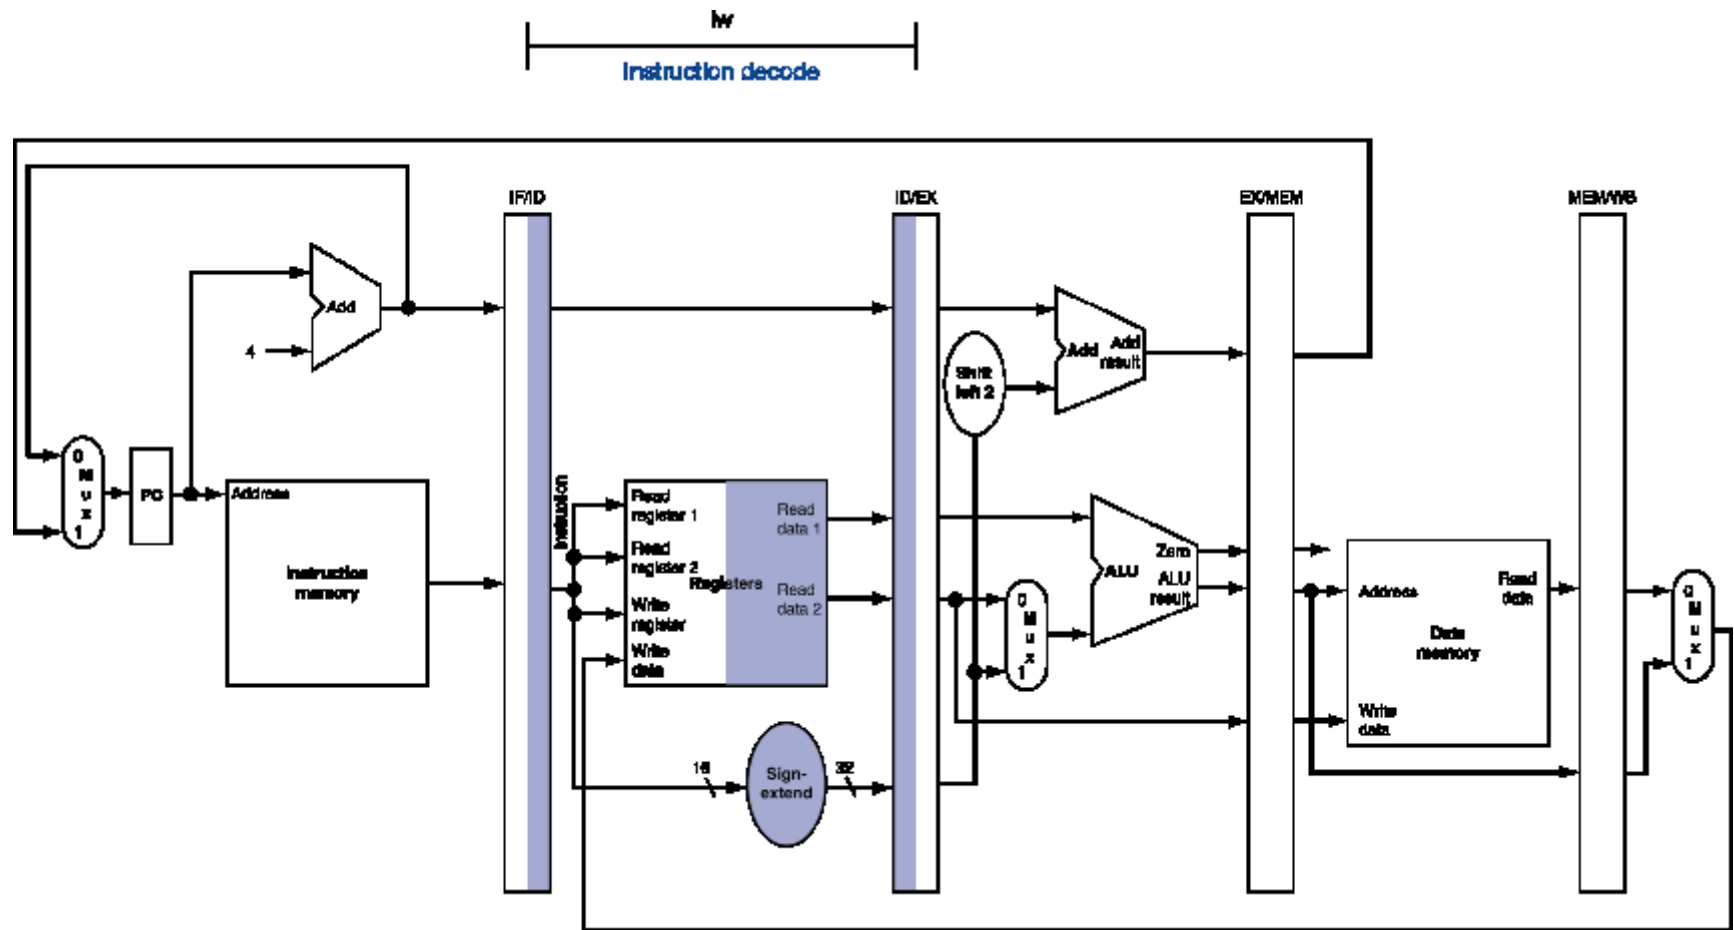 lw
Instruction decode
IF/ID
ID/EX
EX/MEM
MEM/WB
Add
4
Shift
left 2
Add
Add
result
0
M
u
x
1
PC
Address
Instruction
memory
Instruction
Read
register 1
Read
register 2
Registers
Write
register
Write
data
Read
data 1
Read
data 2
16
Sign-
extend
32
0
M
u
x
1
Zero
ALU
ALU
result
Address
Read
data
Data
memory
Write
data
0
M
u
x
1